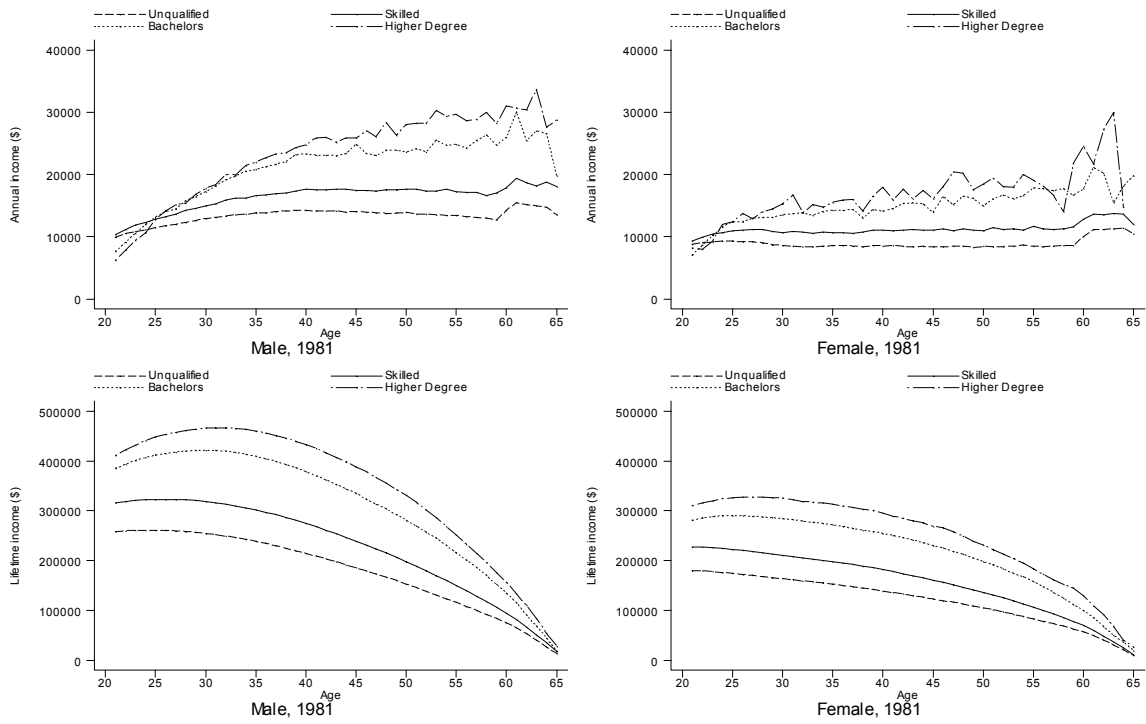 Unqualified Skilled
Bachelors Higher Degree
Annual income ($)
40000
30000
20000
10000
0
20 25 30 35 40 45 50 55 60 65
Age
Male, 1981
Unqualified Skilled
Bachelors Higher Degree
Annual income ($)
40000
30000
20000
10000
0
20 25 30 35 40 45 50 55 60 65
Age
Female, 1981
Unqualified Skilled
Bachelors Higher Degree
Lifetime income ($)
500000
400000
300000
200000
100000
0
20 25 30 35 40 45 50 55 60 65
Age
Male, 1981
Unqualified Skilled
Bachelors Higher Degree
Lifetime income ($)
500000
400000
300000
200000
100000
0
20 25 30 35 40 45 50 55 60 65
Age
Female, 1981